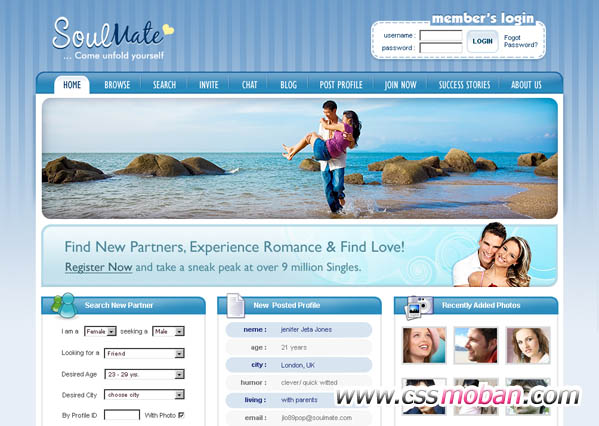 SoulMate
... Come unfold yourself
member's login
username :
password :
LOGIN
Fogot
Password?
HOME BROWSE SEARCH INVITE CHAT BLOG POST PROFILE JOIN NOW SUCCESS STORIES ABOUT US
Find New Partners, Experience Romance & Find Love!
Register Now and take a sneak peak at over 9 million Singles.
Search New Partner
I am a Female seeking a Male
Looking for a Friend
Desired Age 23 - 29 yrs.
Desired City choose city
By Profile ID With Photo
New Posted Profile
neme : jenifer Jeta Jones
age : 21 years
city : London, UK
humor : clever/ quick witted
living : with parents
email : jlo89pop@soulmate.com
Recently Added Photos
www.cssmoban.com